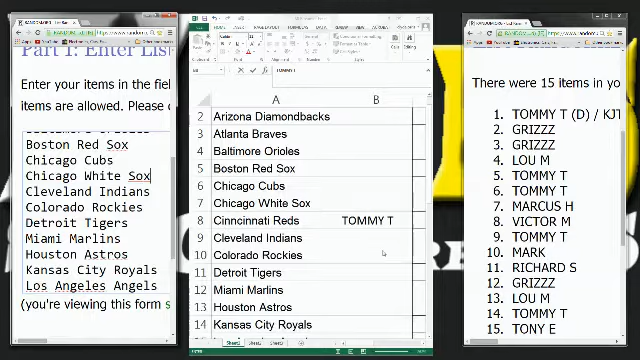 Part 1: Enter List
Enter your items in the field
items are allowed. Please
Boston Red Sox
Chicago Cubs
Chicago White Sox
Cleveland Indians
Colorado Rockies
Detroit Tigers
Miami Marlins
Houston Astros
Kansas City Royals
Los Angeles Angels
(you're viewing this form s
TOMMY T
A B
2 Arizona Diamondbacks
3 Atlanta Braves
4 Baltimore Orioles
5 Boston Red Sox
6 Chicago Cubs
7 Chicago White Sox
8 Cinncinnati Reds TOMMY T
9 Cleveland Indians
10 Colorado Rockies
11 Detroit Tigers
12 Miami Marlins
13 Houston Astros
14 Kansas City Royals
There were 15 items in yo
1. TOMMY T (D) / KJT
2. GRIZZZ
3. GRIZZZ
4. LOU M
5. TOMMY T
6. TOMMY T
7. MARCUS H
8. VICTOR M
9. TOMMY T
10. MARK
11. RICHARD S
12. GRIZZZ
13. LOU M
14. TOMMY T
15. TONY E